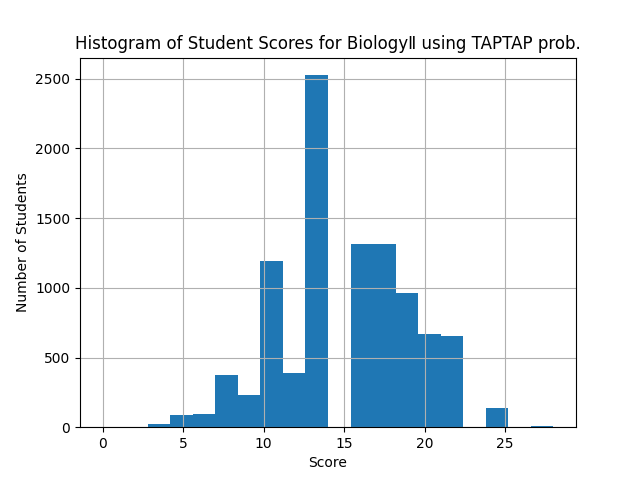 Histogram of Student Scores for BiologyⅡ using TAPTAP prob.
2500
2000
1500
1000
500
0
Number of Students
0 5 10 15 20 25
Score